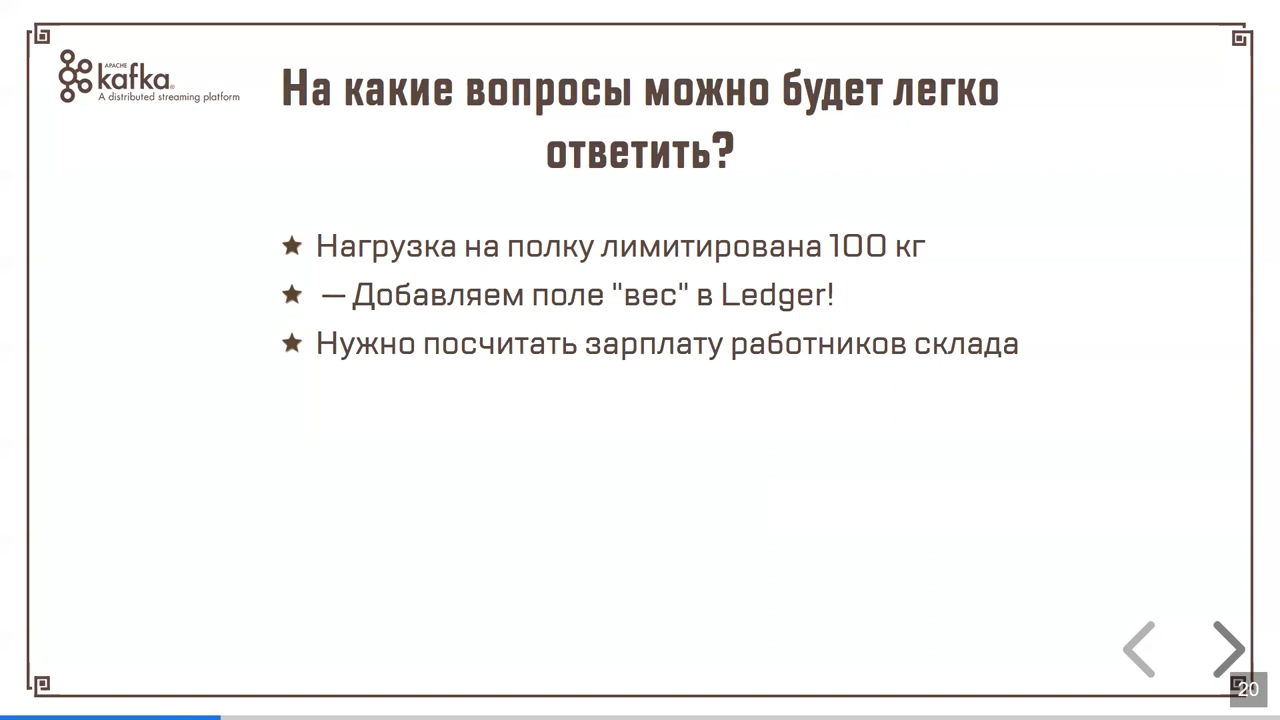 APACHE
kafka®
A distributed streaming platform
На какие вопросы можно будет легко
ответить?
★ Нагрузка на полку лимитирована 100 кг
★ — Добавляем поле "вес" в Ledger!
★ Нужно посчитать зарплату работников склада
20